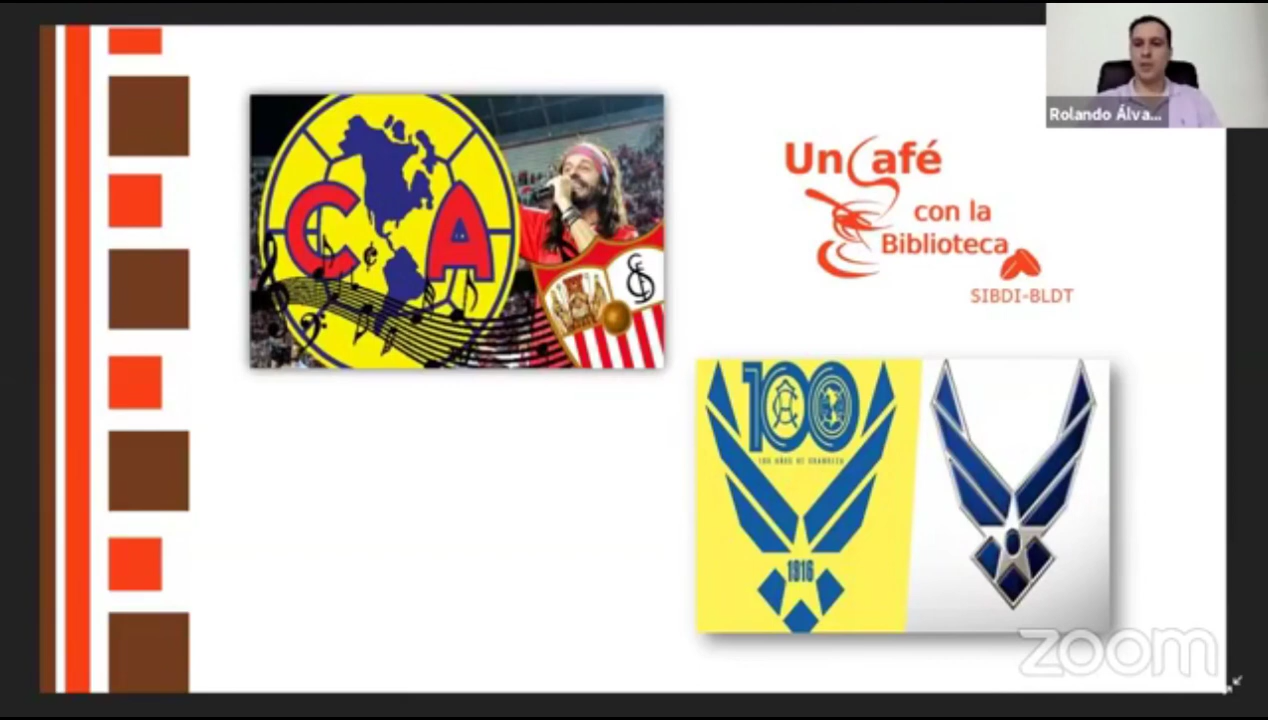 Rolando Álva...
C A
Un Café
con la
Biblioteca
SIBDI-BLDT
100
CA
100 AÑOS DE GRANDEZA
1916
zoom